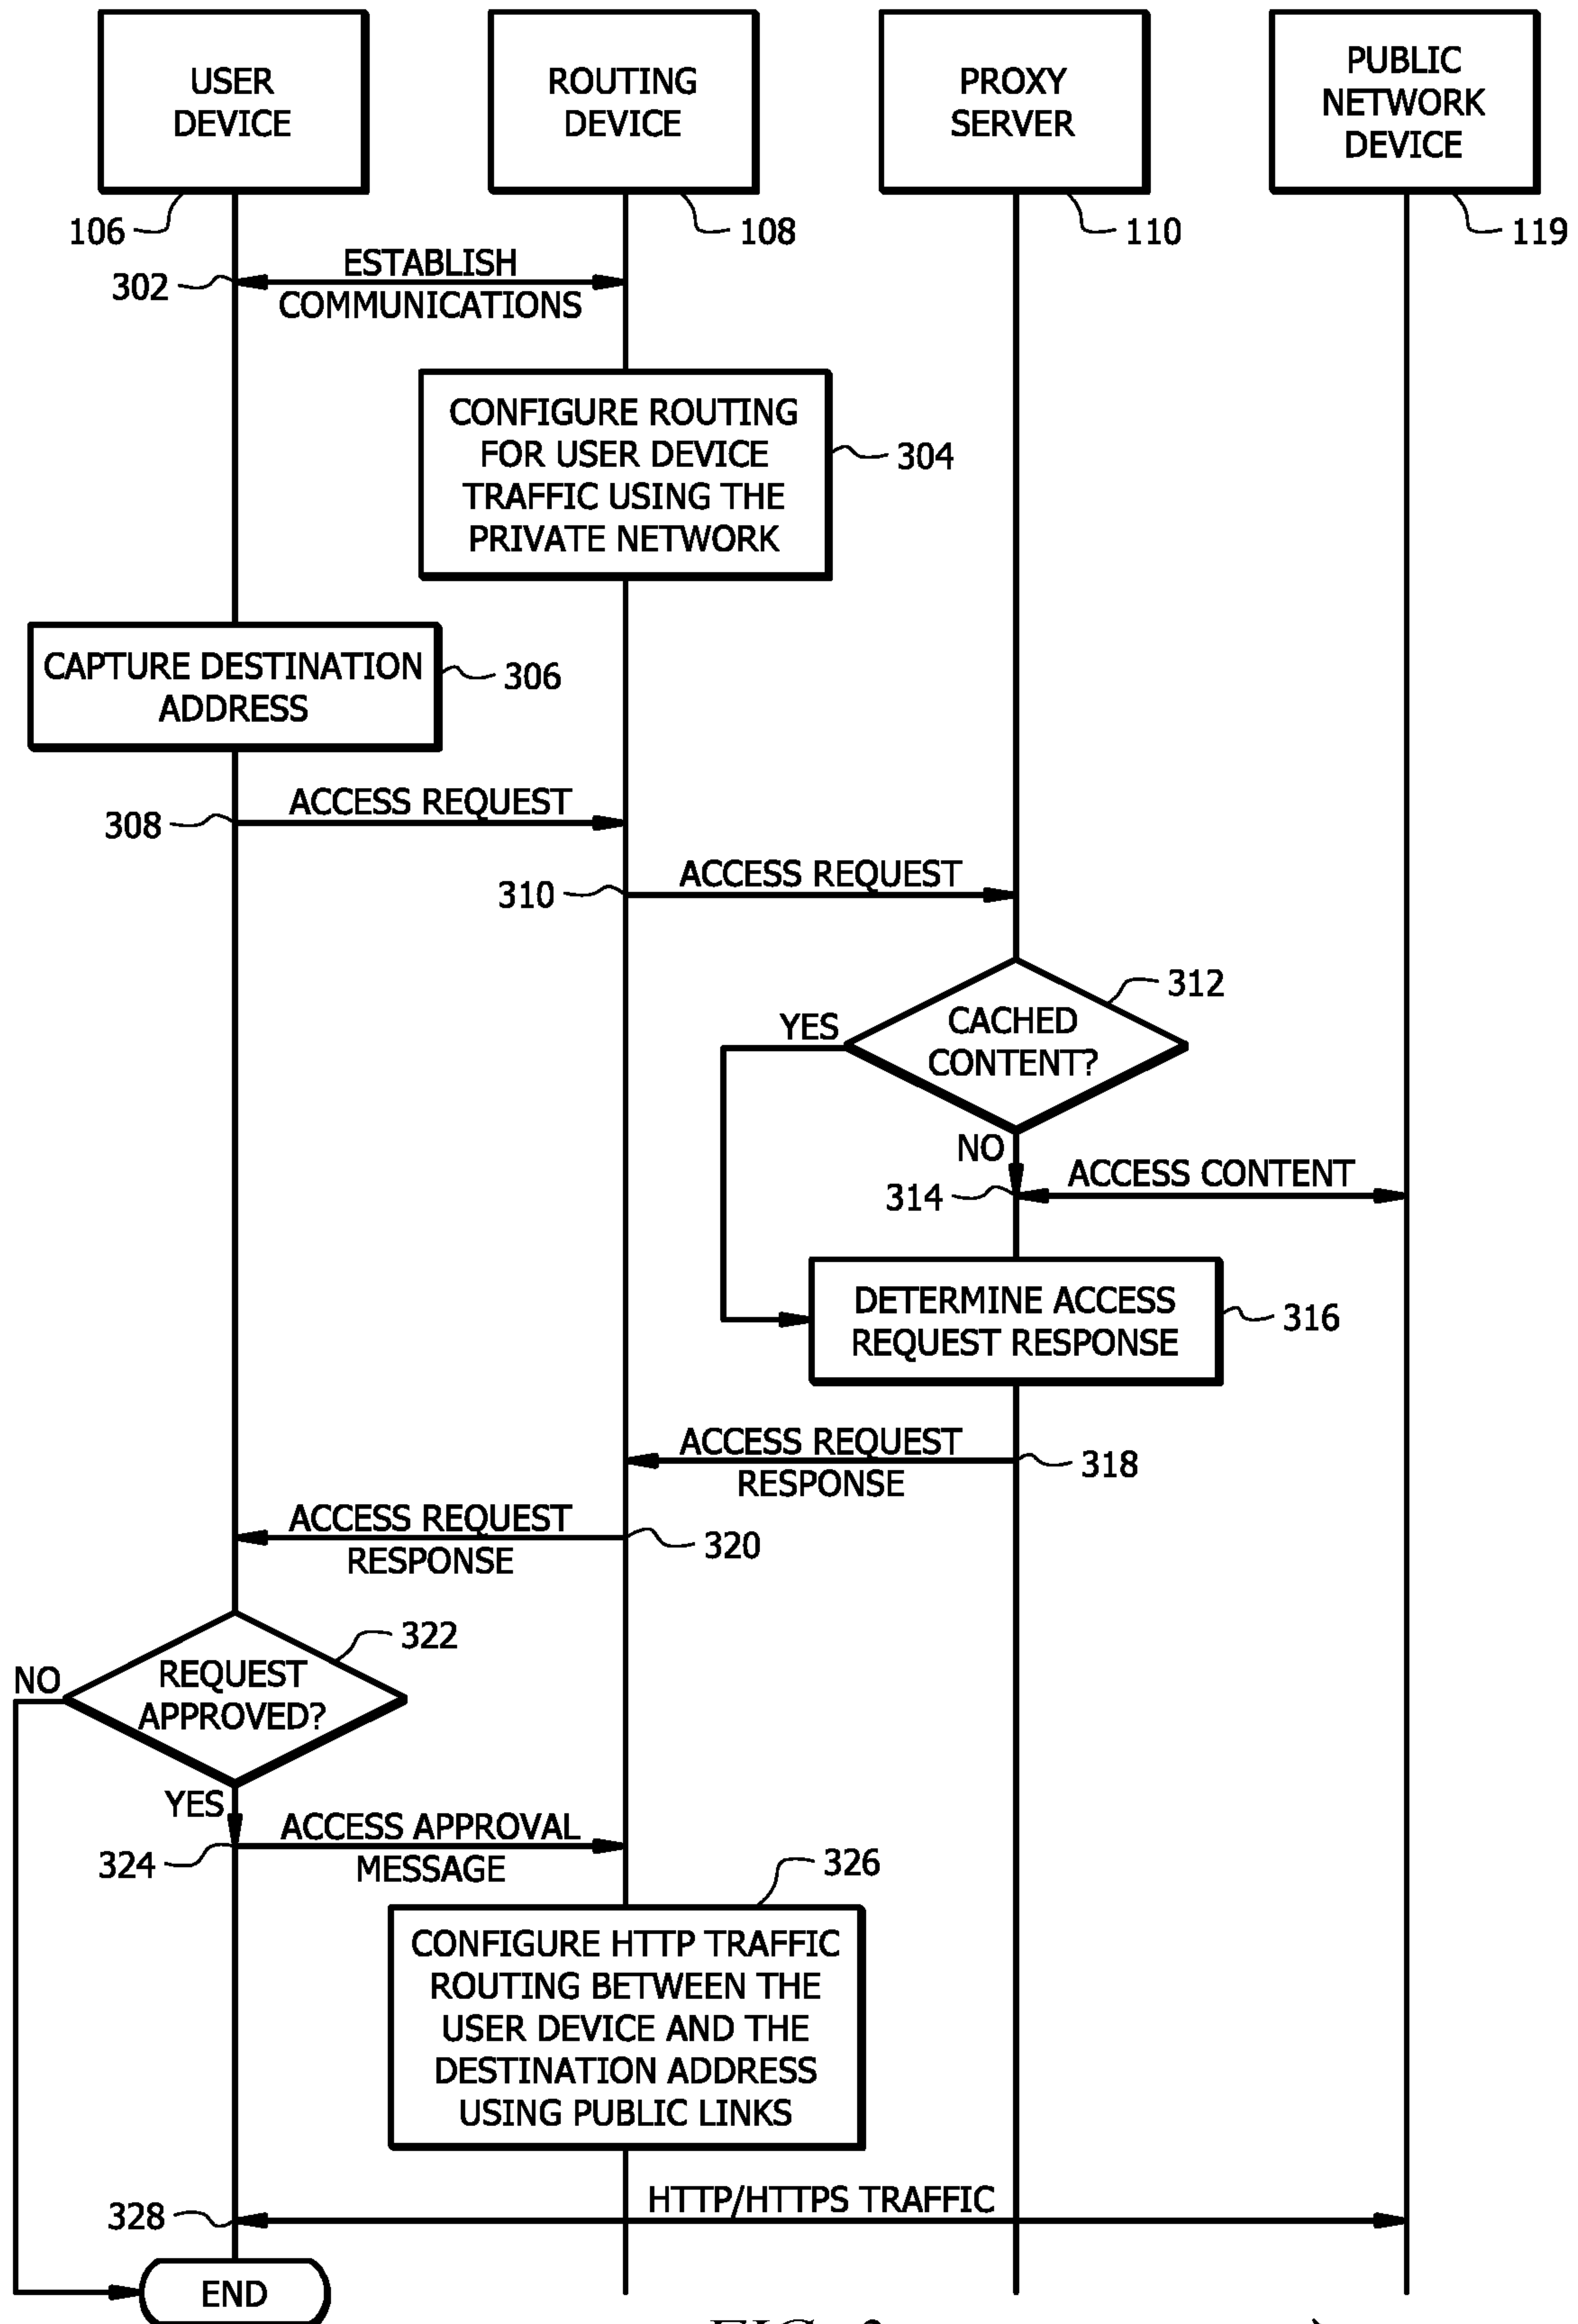 USER
DEVICE
ROUTING
DEVICE
PROXY
SERVER
PUBLIC
NETWORK
DEVICE
106
108
110
119
302
ESTABLISH
COMMUNICATIONS
CONFIGURE ROUTING
FOR USER DEVICE
TRAFFIC USING THE
PRIVATE NETWORK
304
CAPTURE DESTINATION
ADDRESS
306
308
ACCESS REQUEST
310
ACCESS REQUEST
312
CACHED
CONTENT?
YES
NO
314
ACCESS CONTENT
DETERMINE ACCESS
REQUEST RESPONSE
316
ACCESS REQUEST
RESPONSE
318
ACCESS REQUEST
RESPONSE
320
322
REQUEST
APPROVED?
NO
YES
324
ACCESS APPROVAL
MESSAGE
326
CONFIGURE HTTP TRAFFIC
ROUTING BETWEEN THE
USER DEVICE AND THE
DESTINATION ADDRESS
USING PUBLIC LINKS
328
HTTP/HTTPS TRAFFIC
END